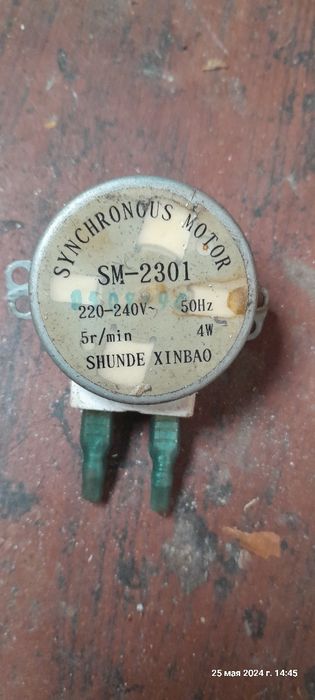 SYNCHRONOUS MOTOR
SM-2301
220-240V~ 50Hz
5r/min 4W
SHUNDE XINBAO
25 мая 2024 г. 14:45